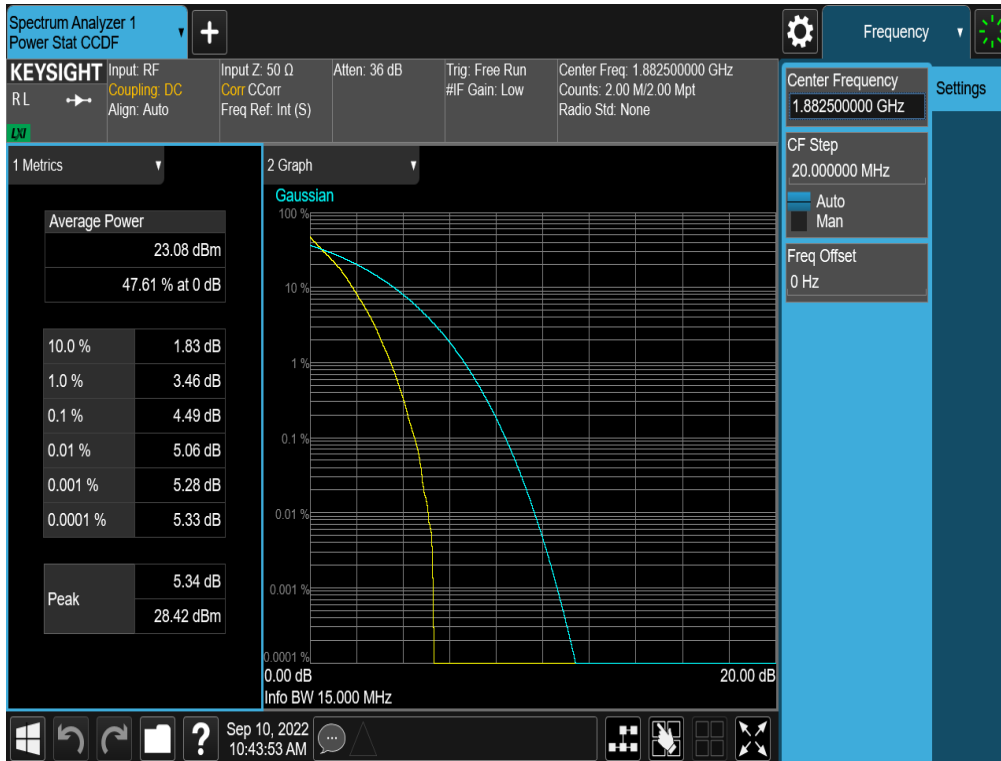 Spectrum Analyzer 1
Power Stat CCDF
+
Frequency
KEYSIGHT
RL
LXI
Input: RF
Coupling: DC
Align: Auto
Input Z: 50 Ω
Corr CCorr
Freq Ref: Int (S)
Atten: 36 dB
Trig: Free Run
#IF Gain: Low
Center Freq: 1.882500000 GHz
Counts: 2.00 M/2.00 Mpt
Radio Std: None
Center Frequency
1.882500000 GHz
Settings
CF Step
20.000000 MHz
Auto
Man
Freq Offset
0 Hz
1 Metrics
Average Power
23.08 dBm
47.61 % at 0 dB
10.0 % 1.83 dB
1.0 % 3.46 dB
0.1 % 4.49 dB
0.01 % 5.06 dB
0.001 % 5.28 dB
0.0001 % 5.33 dB
Peak
5.34 dB
28.42 dBm
2 Graph
Gaussian
100 %
10 %
1 %
0.1 %
0.01 %
0.001 %
0.0001 %
0.00 dB 20.00 dB
Info BW 15.000 MHz
?
Sep 10, 2022
10:43:53 AM